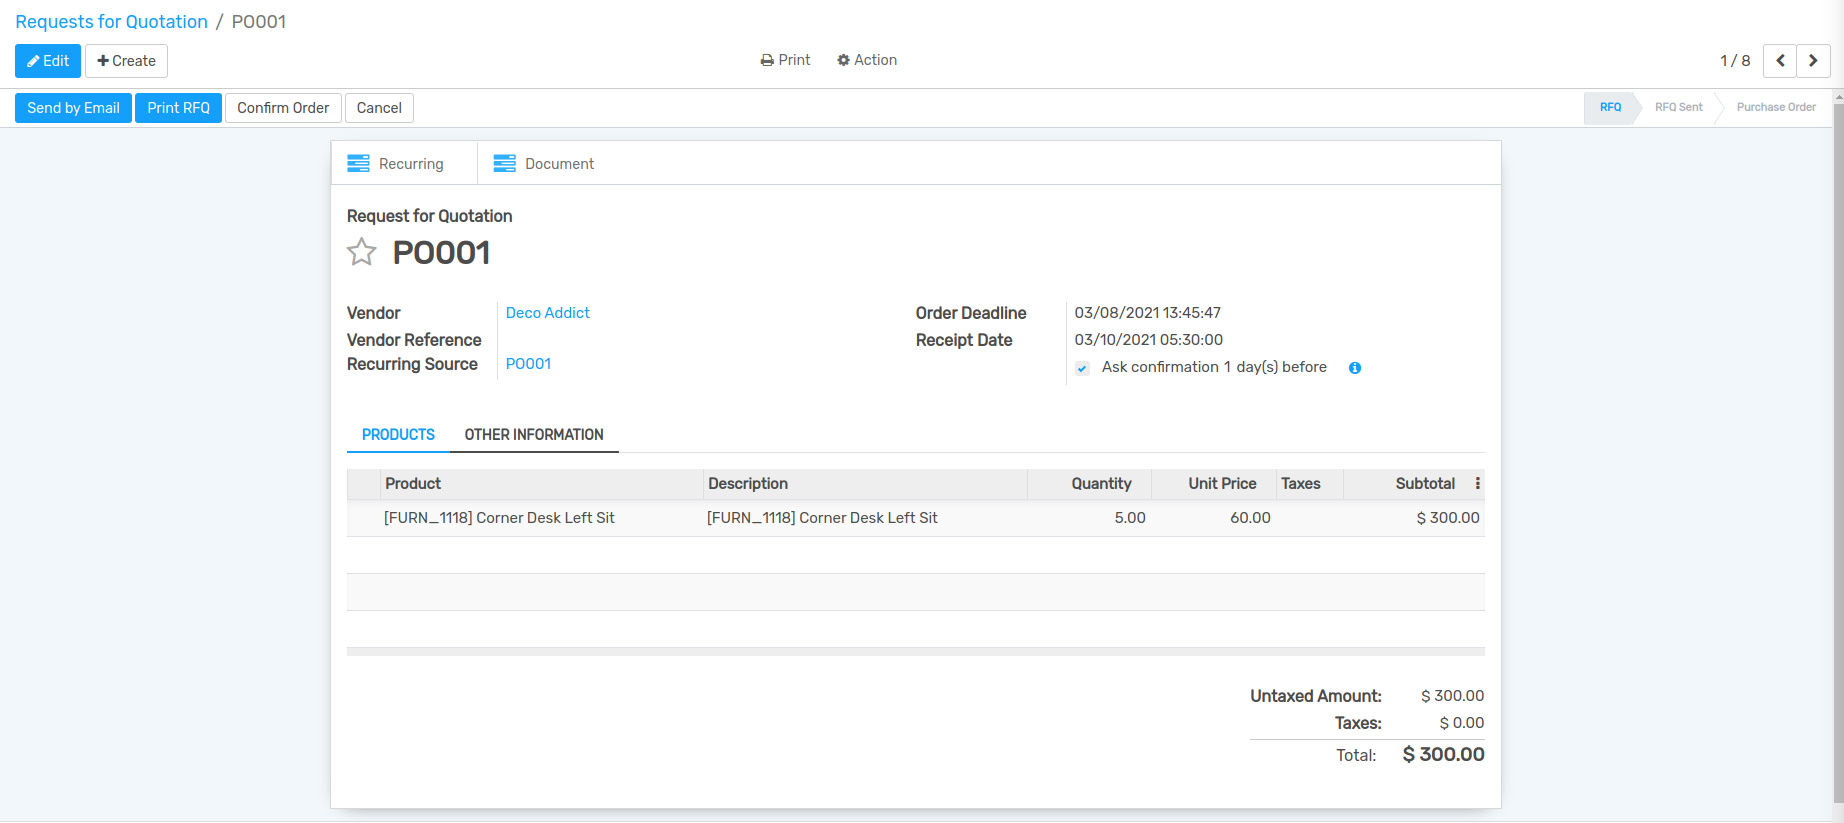 Requests for Quotation / PO001
Edit Create Print Action 1 / 8
Send by Email Print RFQ Confirm Order Cancel RFQ RFQ Sent Purchase Order
Recurring Document
Request for Quotation
PO001
Vendor Deco Addict Order Deadline 03/08/2021 13:45:47
Vendor Reference Receipt Date 03/10/2021 05:30:00
Recurring Source PO001 Ask confirmation 1 day(s) before
PRODUCTS OTHER INFORMATION
Product Description Quantity Unit Price Taxes Subtotal
[FURN_1118] Corner Desk Left Sit [FURN_1118] Corner Desk Left Sit 5.00 60.00 $ 300.00
Untaxed Amount: $ 300.00
Taxes: $ 0.00
Total: $ 300.00